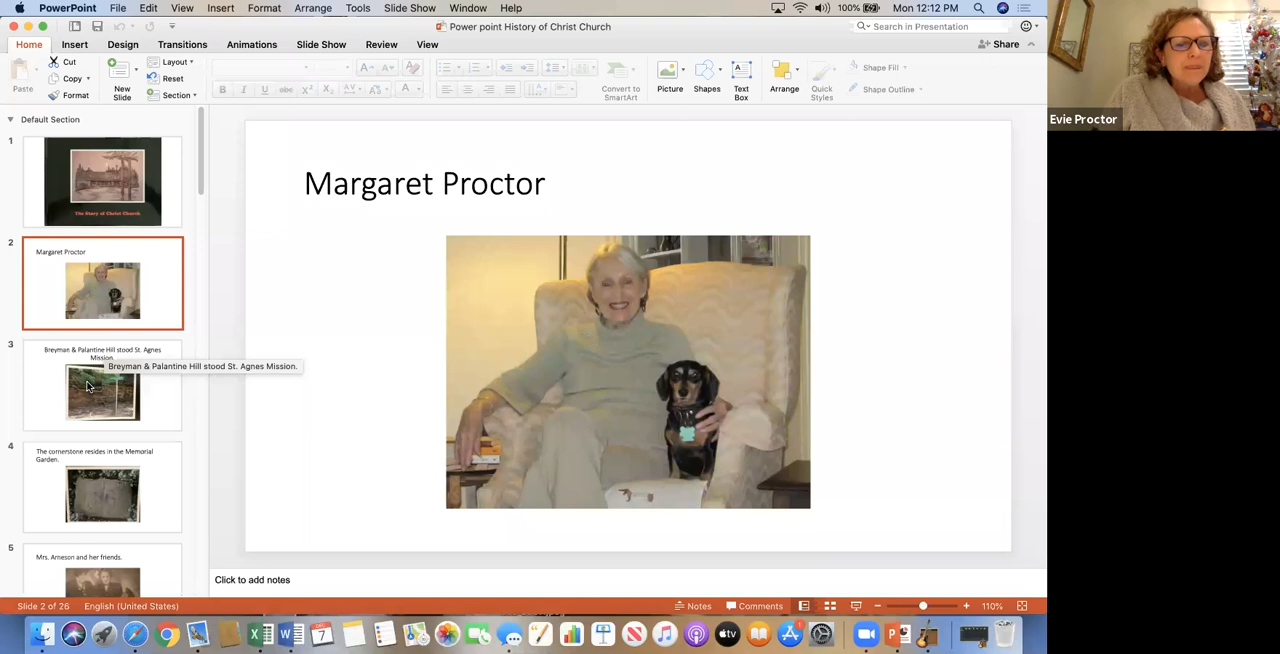 PowerPoint File Edit View Insert Format Arrange Tools Slide Show Window Help
100% Mon 12:12 PM
Power point History of Christ Church
Search in Presentation
Home Insert Design Transitions Animations Slide Show Review View
Share
Paste
Cut
Copy
Format
New
Slide
Layout
Reset
Section
B I U abc X² X₂ AV Aa A
Convert to
SmartArt
Picture
Shapes
Text
Box
Arrange
Quick
Styles
Shape Fill
Shape Outline
Evie Proctor
Default Section
1
The Story of Christ Church.
2
Margaret Proctor
3
Breyman & Palantine Hill stood St. Agnes
Mission.
Breyman & Palantine Hill stood St. Agnes Mission.
4
The cornerstone resides in the Memorial
Garden.
5
Mrs. Arneson and her friends.
Margaret Proctor
Click to add notes
Slide 2 of 26 English (United States)
Notes Comments 110%